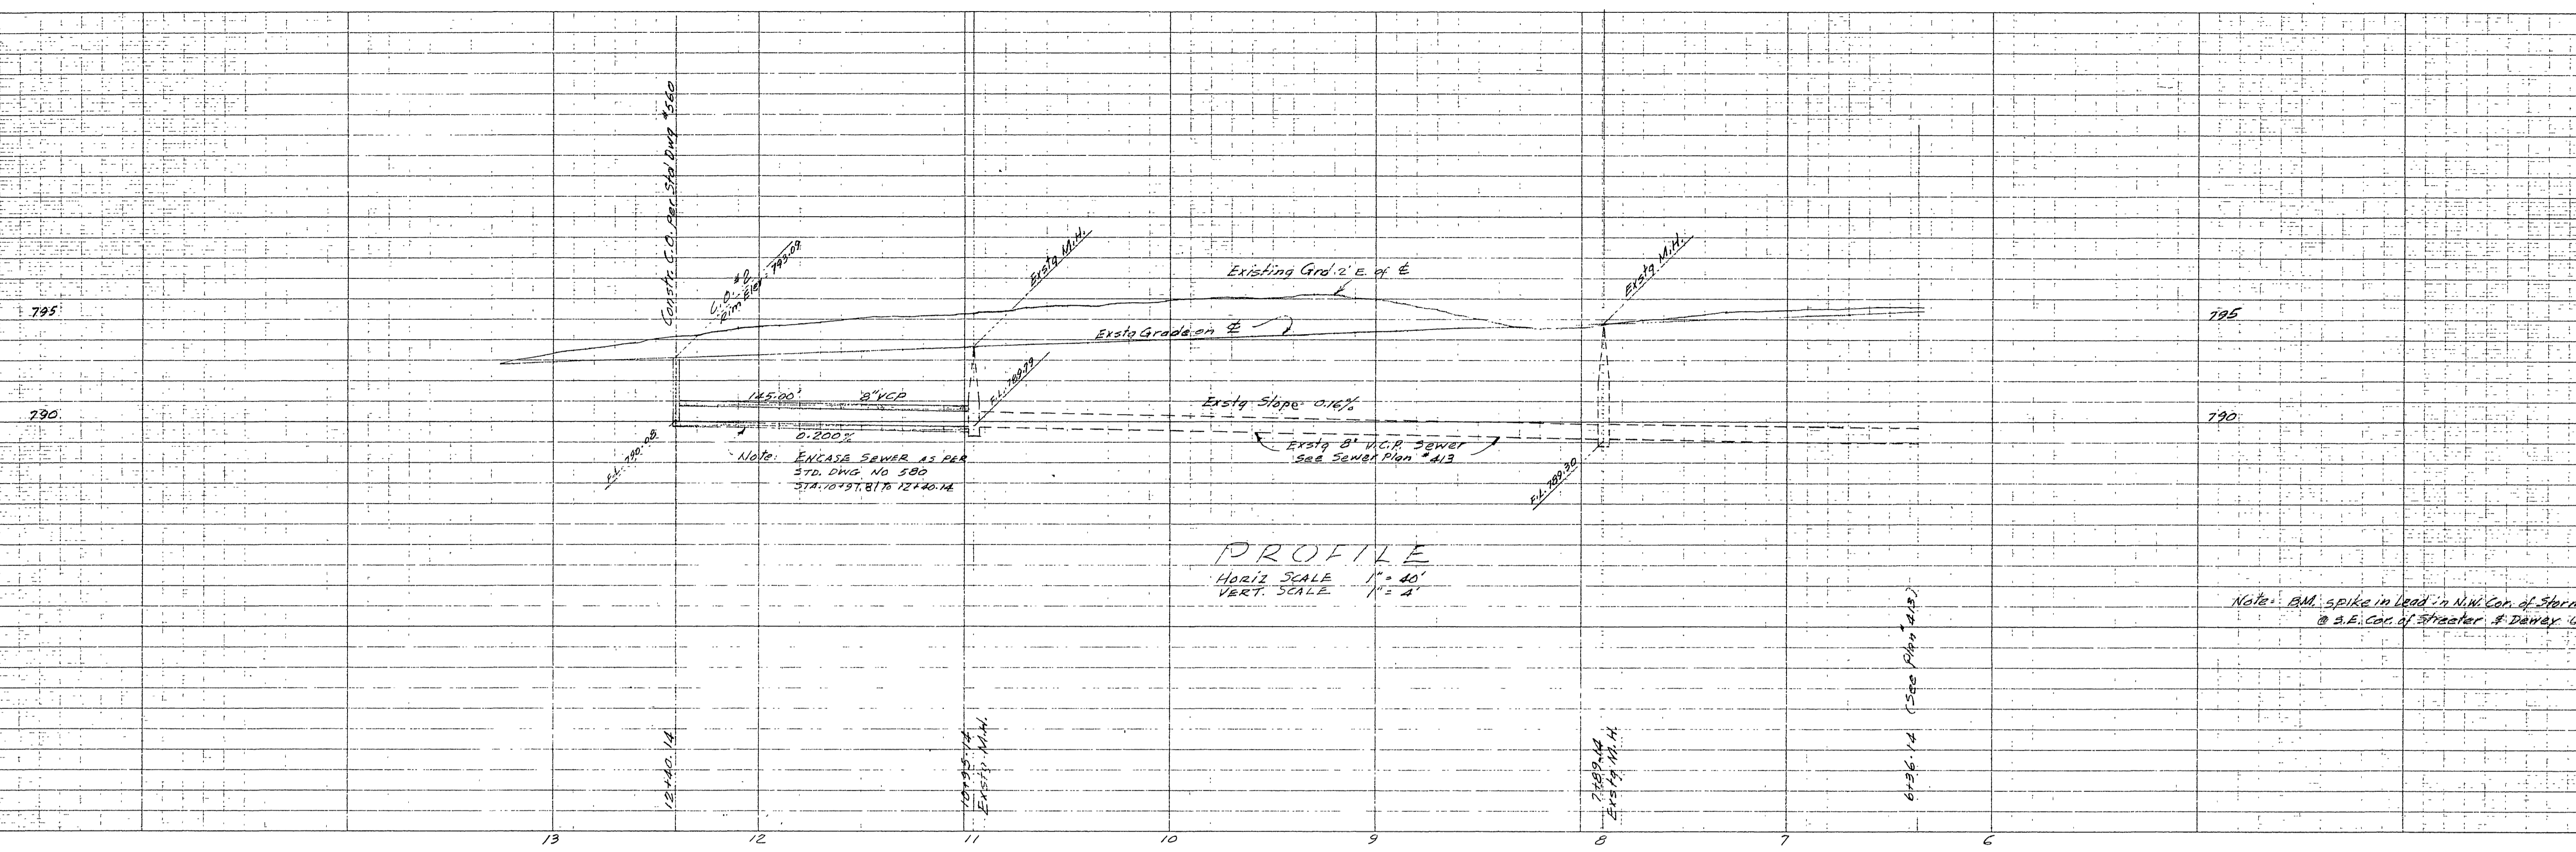 Constr. C.O. per Std Dwg #560
C.O. #2
Rim Elev. 793.09
Exstg M.H.
Existing Grd. 2' E. of ℄
Exstg M.H.
795
Exstg Grade on ℄
795
F.L. 789.79
145.00' 8" VCP
Exstg Slope 0.16%
790
790
0.200%
Exstg 8" V.C.P. Sewer
See Sewer Plan #413
F.L. 790.08
Note: ENCASE SEWER AS PER
STD. DWG. NO 580
STA. 10+97.81 To 12+40.14
F.L. 789.30
PROFILE
HORIZ SCALE 1" = 40'
VERT. SCALE 1" = 4'
Note: B.M. spike in Lead in N.W. Cor. of Storm
@ S.E. Cor. of Streeter & Dewey
12+40.14
10+95.14
Exstg. M.H.
7+89.14
Exstg M.H.
6+36.14 (See Plan #413)
13 12 11 10 9 8 7 6